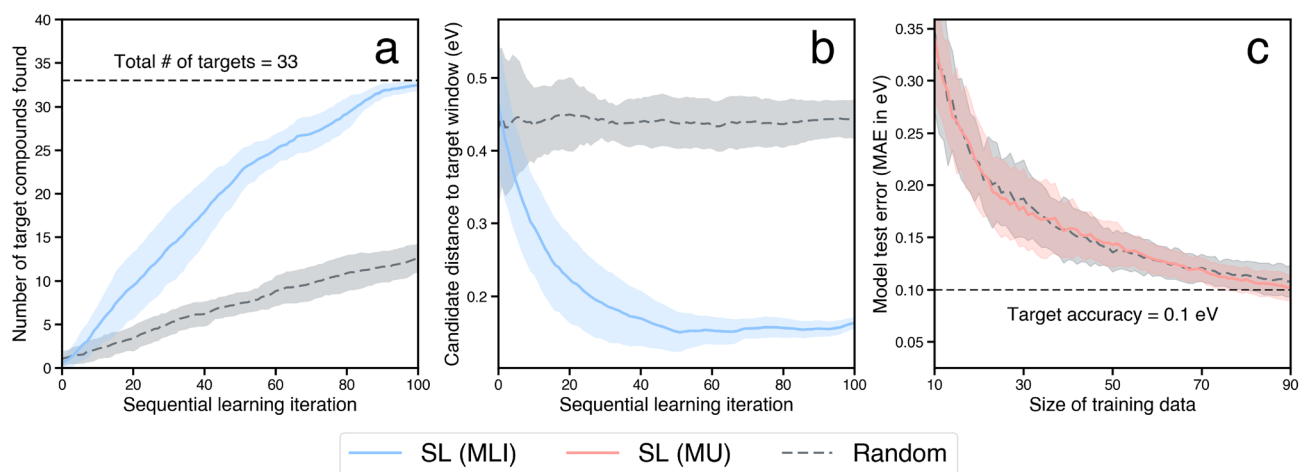 a
Total # of targets = 33
Number of target compounds found
40
35
30
25
20
15
10
5
0
0 20 40 60 80 100
Sequential learning iteration
b
Candidate distance to target window (eV)
0.5
0.4
0.3
0.2
0 20 40 60 80 100
Sequential learning iteration
c
Model test error (MAE in eV)
0.35
0.30
0.25
0.20
0.15
0.10
0.05
Target accuracy = 0.1 eV
10 30 50 70 90
Size of training data
SL (MLI) SL (MU) Random